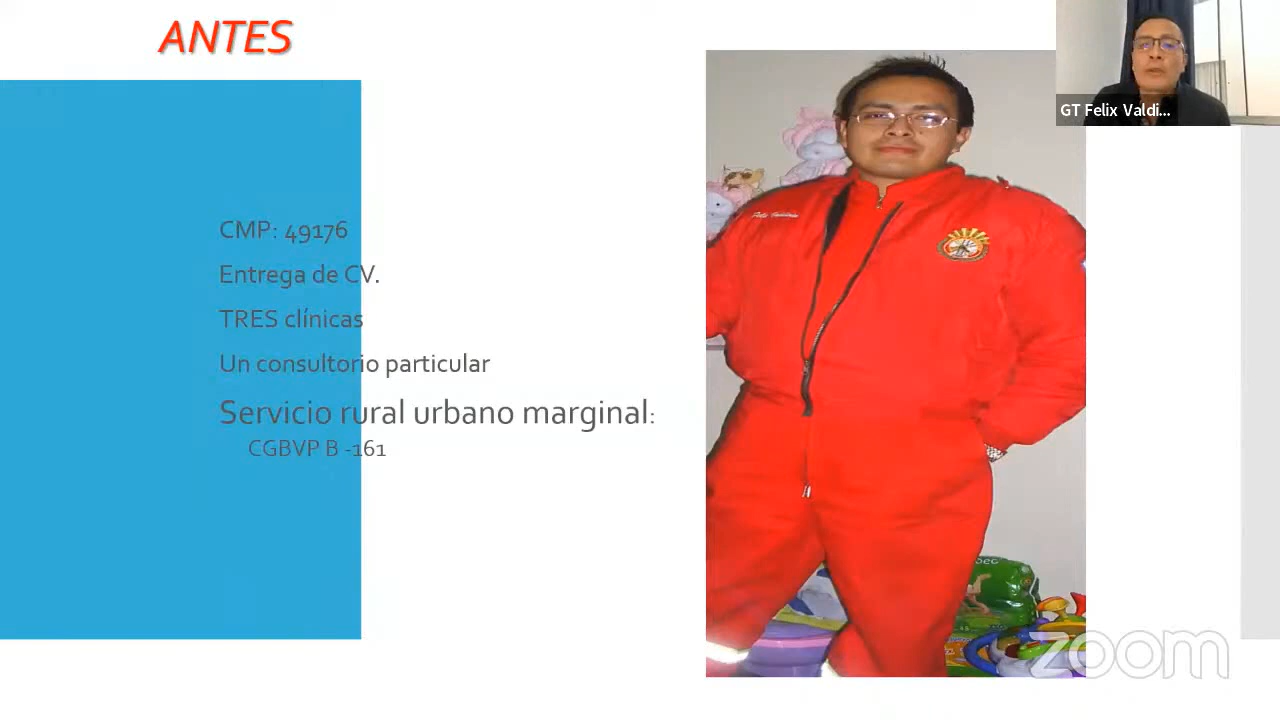 ANTES
GT Felix Valdi...
CMP: 49176
Entrega de CV.
TRES clínicas
Un consultorio particular
Servicio rural urbano marginal:
CGBVP B -161
zoom